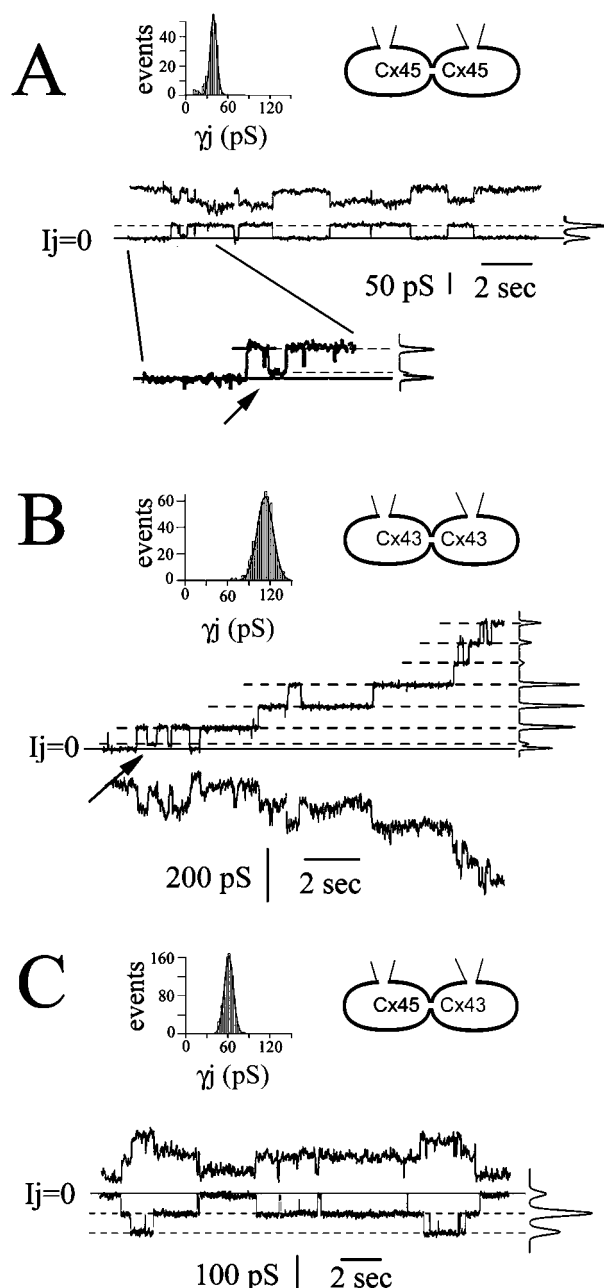 A
events
40
20
0
0
60
120
γj (pS)
Cx45 Cx45
Ij=0
50 pS 2 sec
B
events
60
40
20
0
0
60
120
γj (pS)
Cx43 Cx43
Ij=0
200 pS 2 sec
C
events
160
80
0
0
60
120
γj (pS)
Cx45 Cx43
Ij=0
100 pS 2 sec